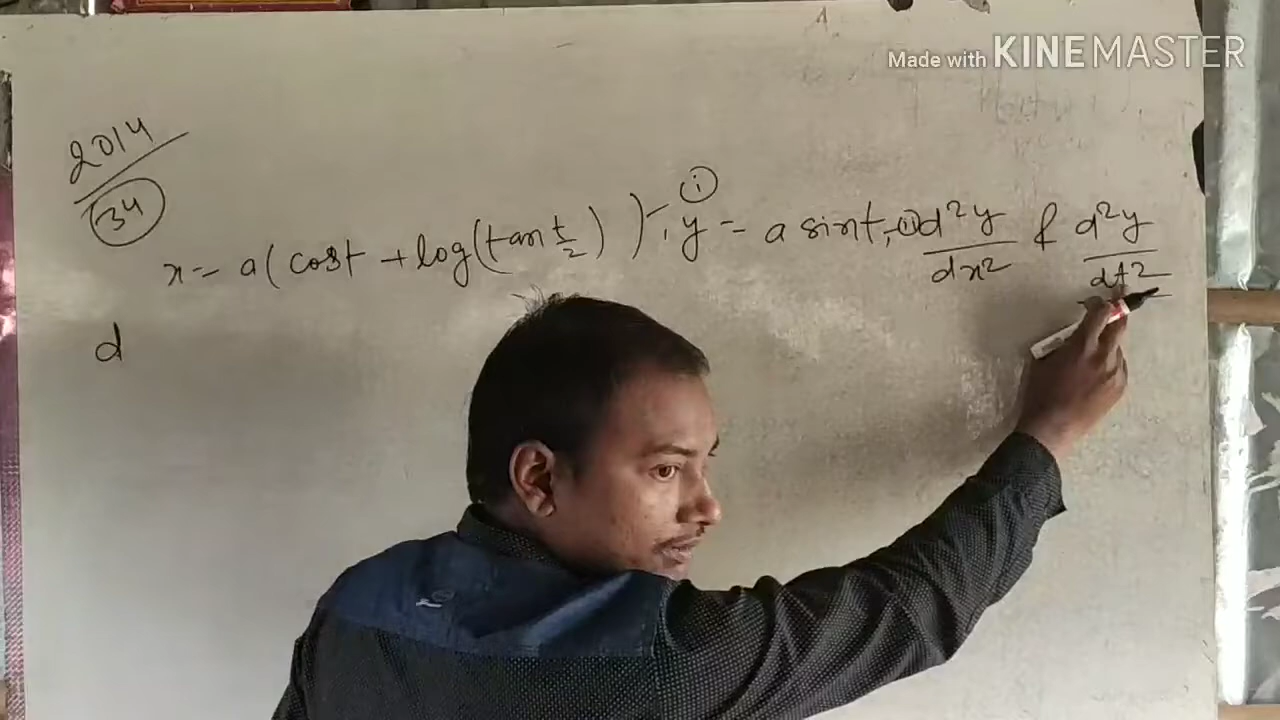 Made with KINEMASTER
2014
34
x = a(cost + log(tan t/2)) - (i), y = a sint, - (ii) d²y/dx² & d²y/dt²
d